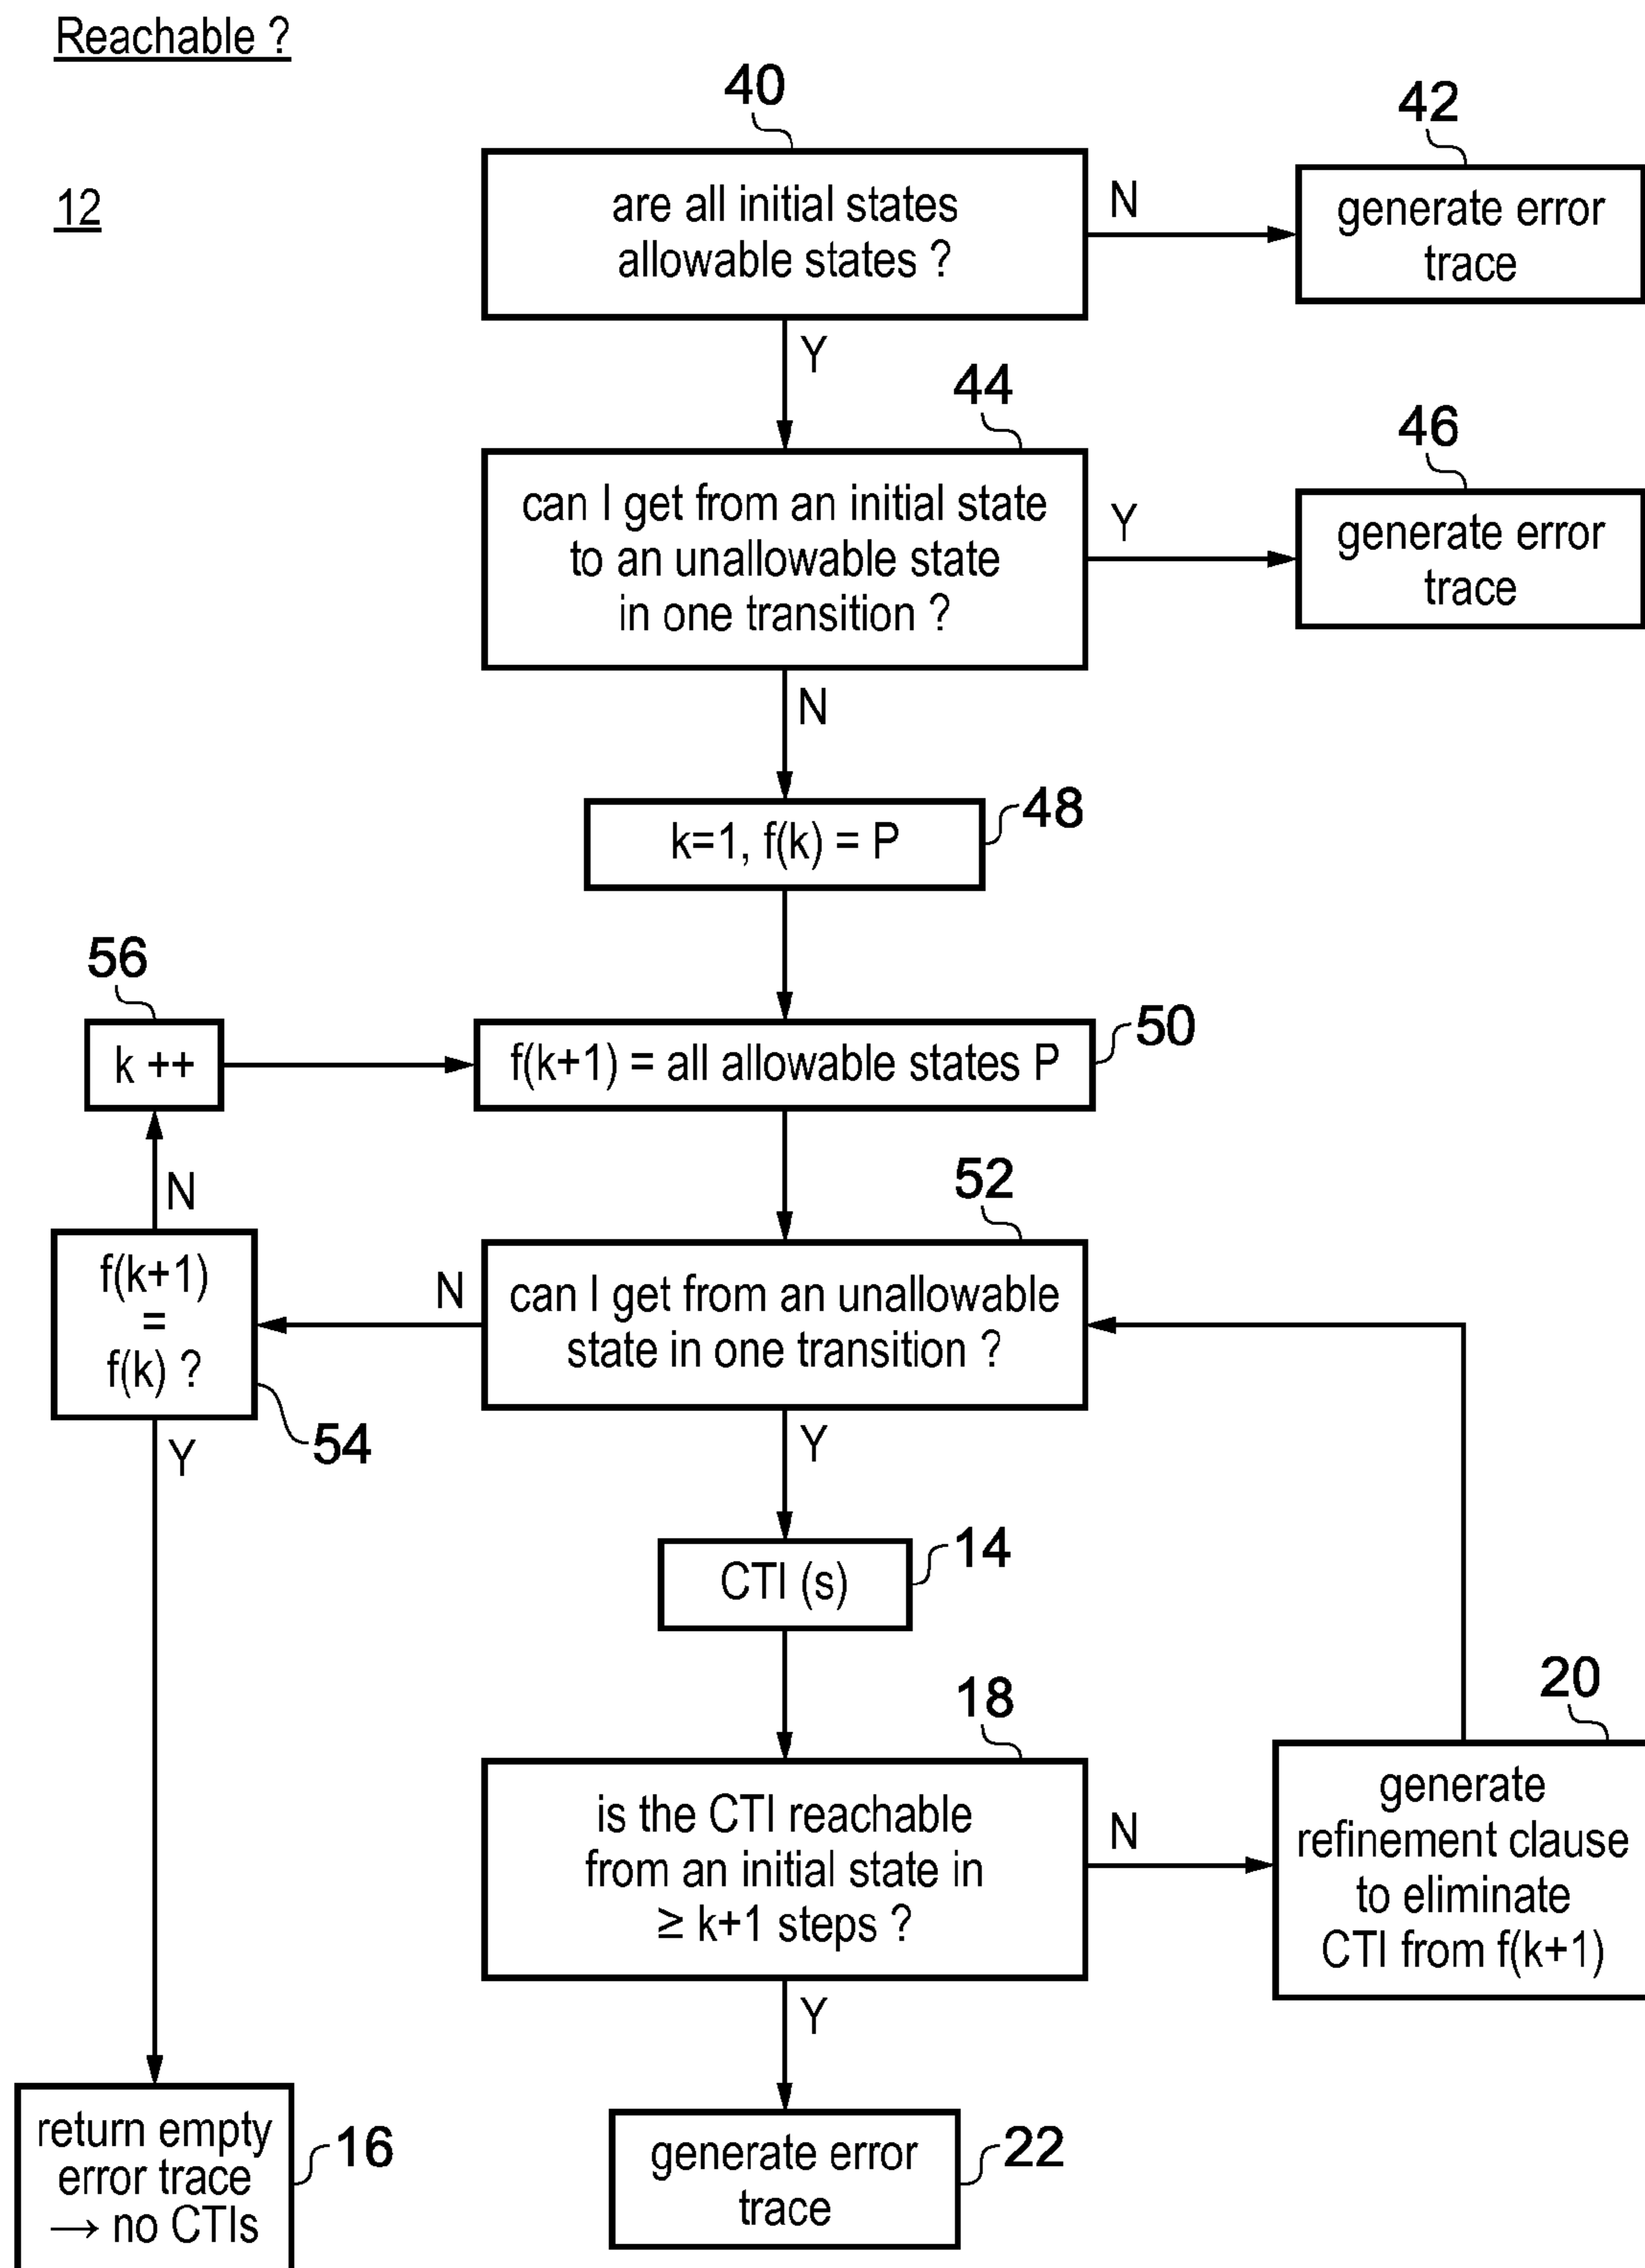 Reachable ?
12
40
are all initial states
allowable states ?
N
42
generate error
trace
Y
44
can I get from an initial state
to an unallowable state
in one transition ?
Y
46
generate error
trace
N
k=1, f(k) = P
48
56
k ++
f(k+1) = all allowable states P
50
N
52
f(k+1)
=
f(k) ?
54
N
can I get from an unallowable
state in one transition ?
Y
Y
CTI (s)
14
18
is the CTI reachable
from an initial state in
≥ k+1 steps ?
N
20
generate
refinement clause
to eliminate
CTI from f(k+1)
Y
return empty
error trace
→ no CTIs
16
generate error
trace
22